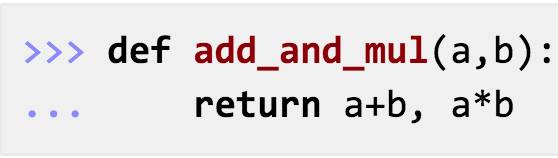 >>> def add_and_mul(a,b):
...     return a+b, a*b